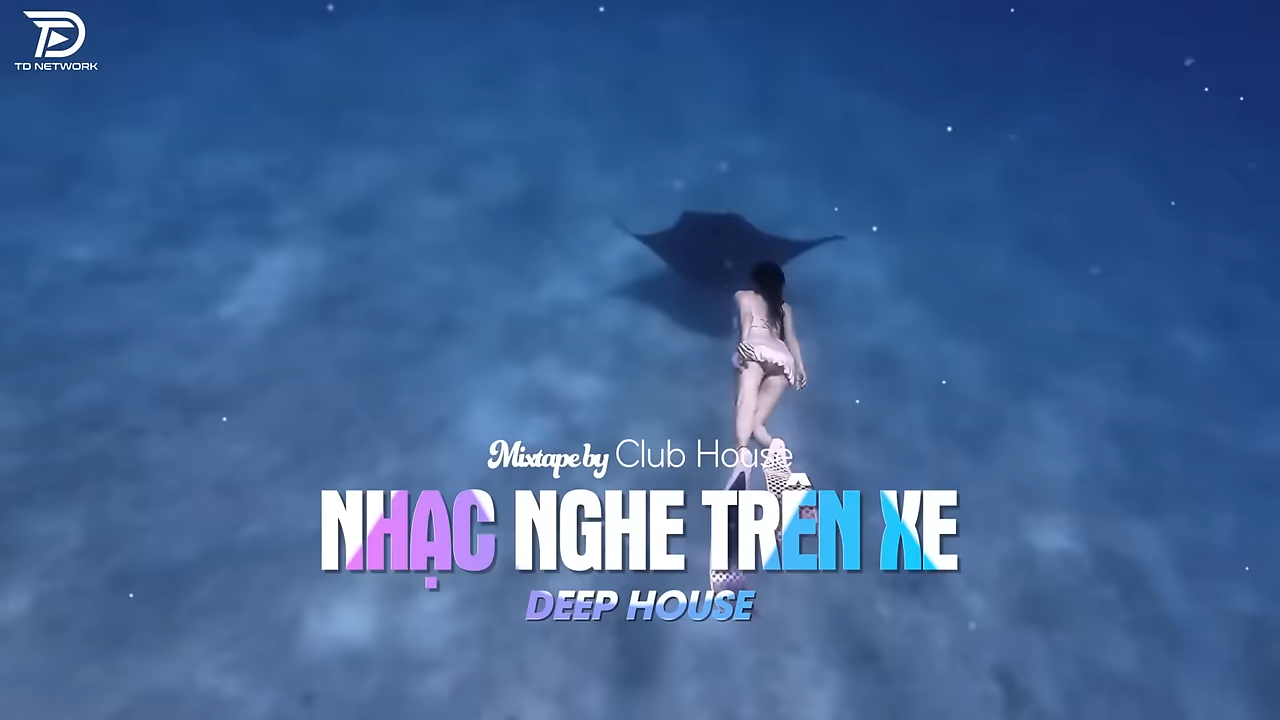 TD NETWORK
Mixtape by Club House
NHẠC NGHE TRÊN XE
DEEP HOUSE